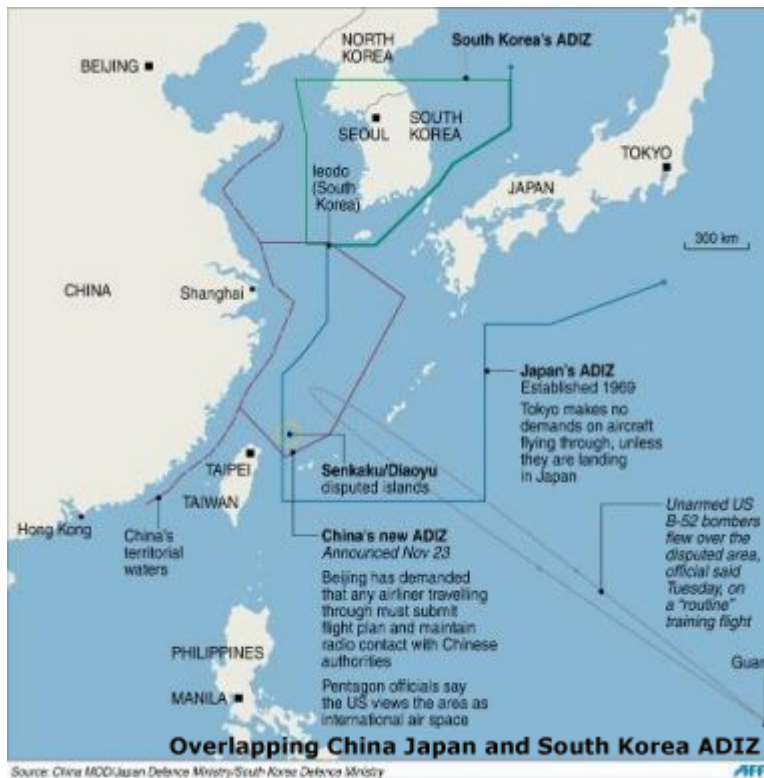 NORTH
KOREA
South Korea's ADIZ
BEIJING
SEOUL
SOUTH
KOREA
TOKYO
Ieodo
(South
Korea)
JAPAN
300 km
CHINA
Shanghai
Japan's ADIZ
Established 1969
Tokyo makes no
demands on aircraft
flying through, unless
they are landing
in Japan
TAIPEI
TAIWAN
Senkaku/Diaoyu
disputed islands
Hong Kong
China's
territorial
waters
China's new ADIZ
Announced Nov 23
Beijing has demanded
that any airliner travelling
through must submit
flight plan and maintain
radio contact with Chinese
authorities
Pentagon officials say
the US views the area as
international air space
Unarmed US
B-52 bombers
flew over the
disputed area,
official said
Tuesday, on
a "routine"
training flight
Guam
PHILIPPINES
MANILA
Overlapping China Japan and South Korea ADIZ
Source: China MOD/Japan Defence Ministry/South Korea Defence Ministry
AFP